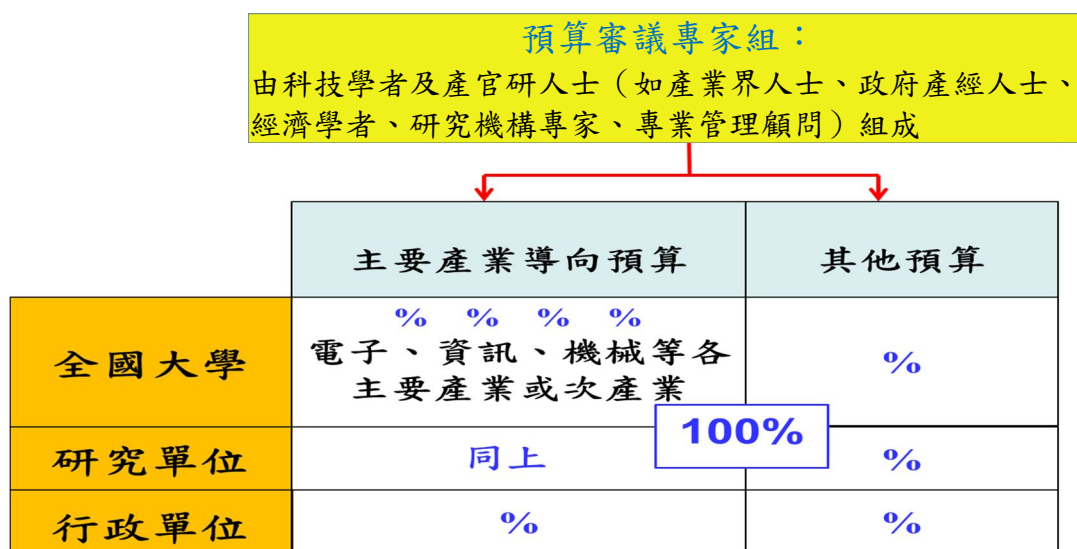 預算審議專家組：
由科技學者及產官研人士（如產業界人士、政府產經人士、
經濟學者、研究機構專家、專業管理顧問）組成
主要產業導向預算 其他預算
% % % %
全國大學 電子、資訊、機械等各 %
主要產業或次產業
100%
研究單位 同上 %
行政單位 % %